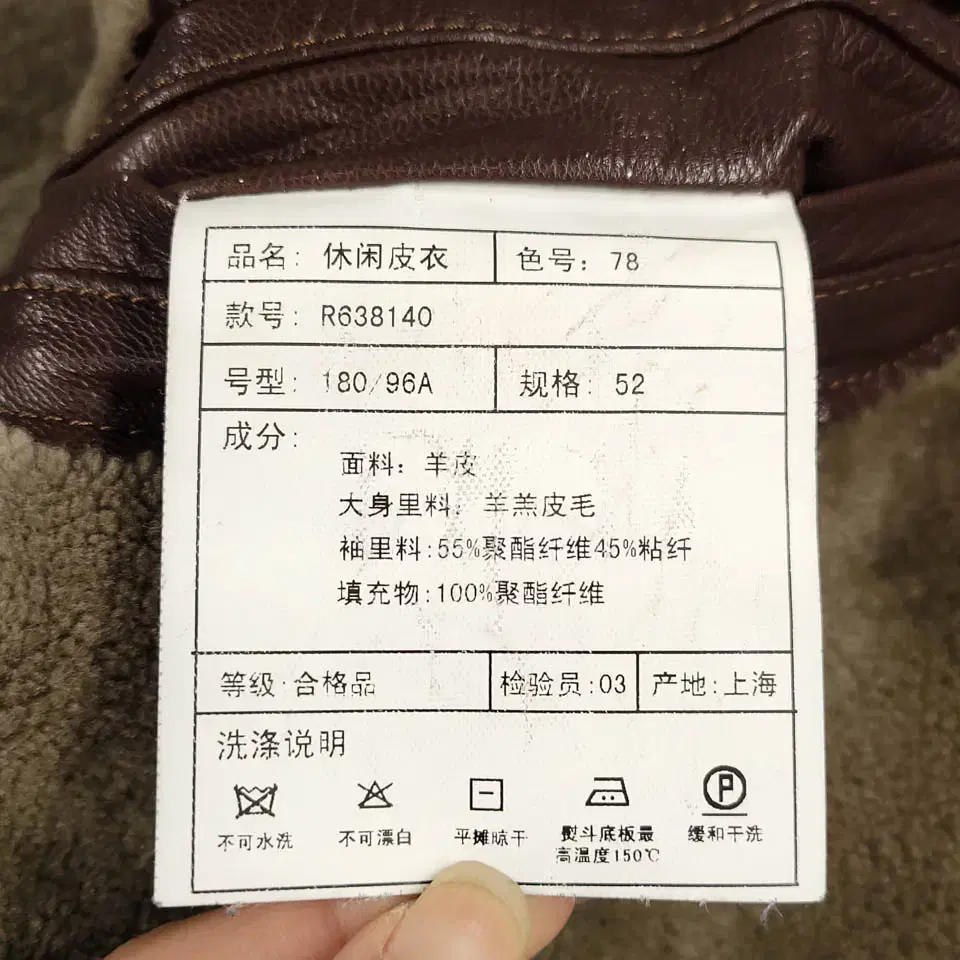 品名: 休闲皮衣 色号: 78
款号: R638140
号型: 180/96A 规格: 52
成分:
面料: 羊皮
大身里料: 羊羔皮毛
袖里料:55%聚酯纤维45%粘纤
填充物:100%聚酯纤维
等级:合格品 检验员:03 产地:上海
洗涤说明
P
不可水洗 不可漂白 平摊晾干 熨斗底板最高温度150℃ 缓和干洗